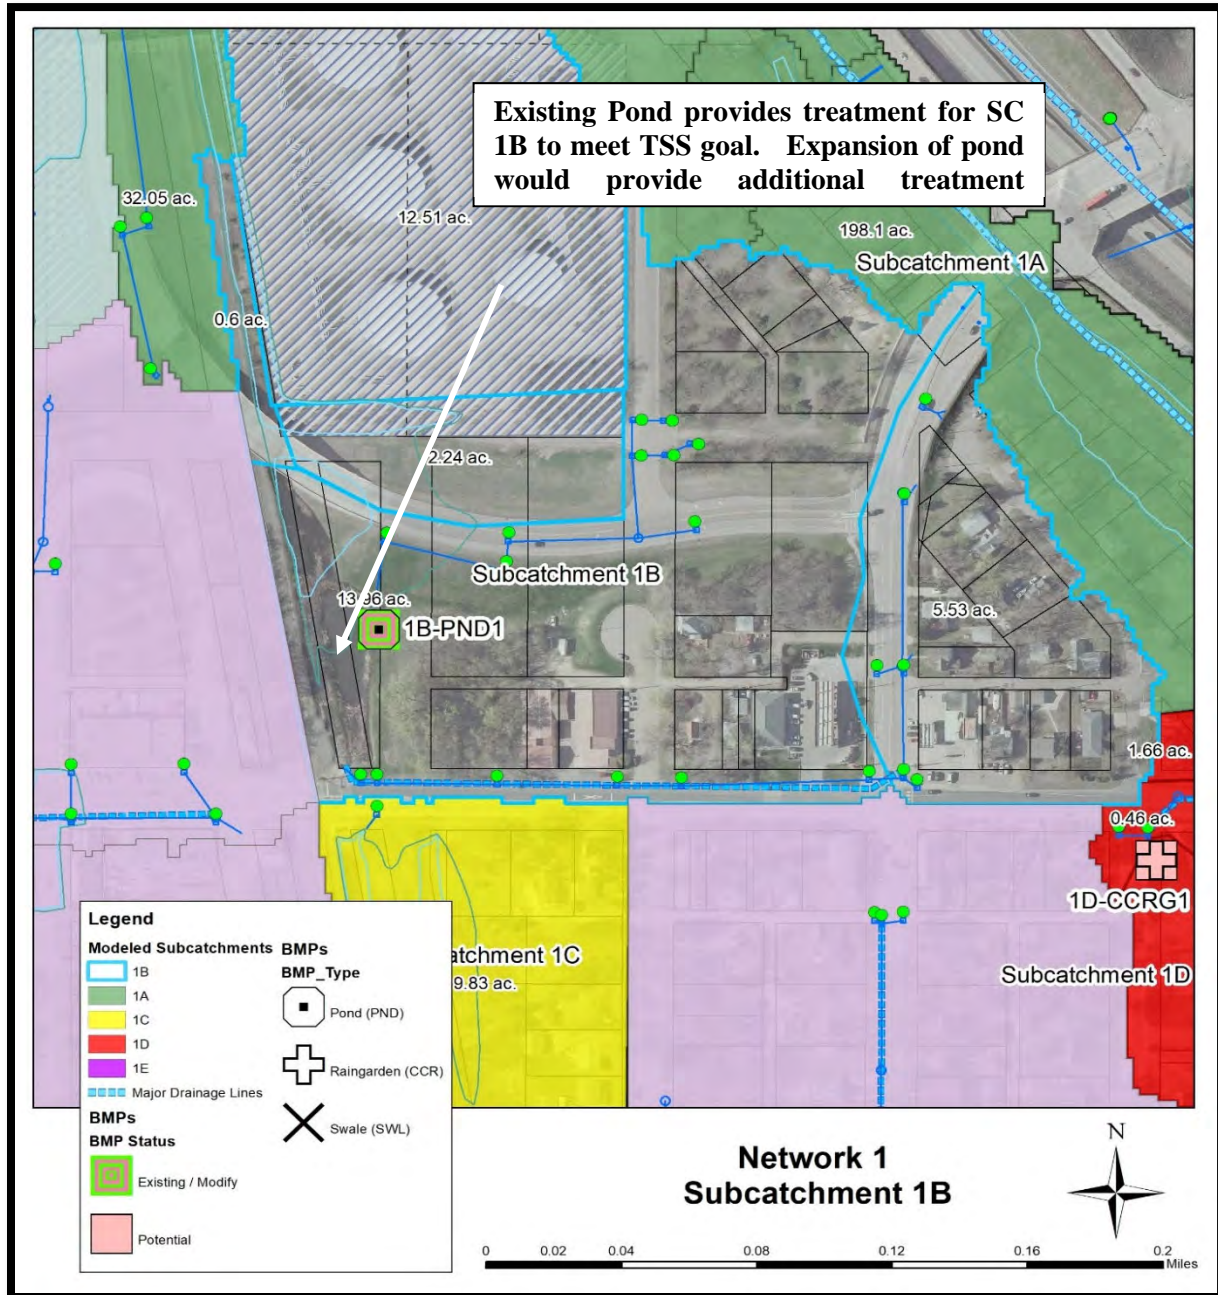 Existing Pond provides treatment for SC
1B to meet TSS goal. Expansion of pond
would provide additional treatment
32.05 ac.
12.51 ac.
198.1 ac.
Subcatchment 1A
0.6 ac.
2.24 ac.
Subcatchment 1B
13.96 ac.
1B-PND1
5.53 ac.
1.66 ac.
0.46 ac.
1D-CCRG1
atchment 1C
9.83 ac.
Subcatchment 1D
Legend
Modeled Subcatchments
1B
1A
1C
1D
1E
Major Drainage Lines
BMPs
BMP Status
Existing / Modify
Potential
BMPs
BMP_Type
Pond (PND)
Raingarden (CCR)
Swale (SWL)
Network 1
Subcatchment 1B
N
0 0.02 0.04 0.08 0.12 0.16 0.2
Miles